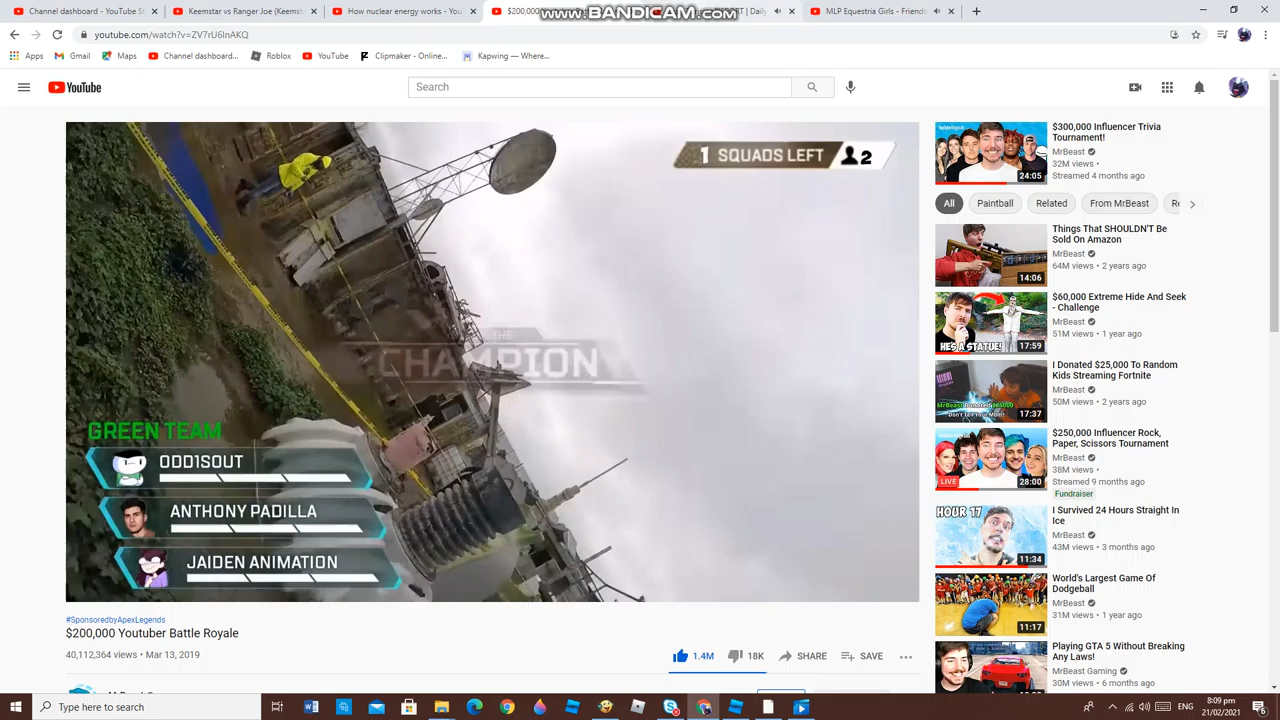 Channel dashboard - YouTube St
Keemstar vs Ranger Joe (Keemst
How nuclear energy works - You
$200,0
RT | Daily
MLP Equestria Girls - Friends
www.BANDICAM.com
youtube.com/watch?v=ZV7rU6InAKQ
Apps
Gmail
Maps
Channel dashboard...
Roblox
YouTube
Clipmaker - Online...
Kapwing — Where...
YouTube
Search
1 SQUADS LEFT 2
THE
CHAMPION
GREEN TEAM
ODD1SOUT
ANTHONY PADILLA
JAIDEN ANIMATION
#SponsoredbyApexLegends
$200,000 Youtuber Battle Royale
40,112,364 views • Mar 13, 2019
1.4M
18K
SHARE
SAVE
24:05
$300,000 Influencer Trivia
Tournament!
MrBeast
32M views •
Streamed 4 months ago
All
Paintball
Related
From MrBeast
Re
14:06
Things That SHOULDN'T Be
Sold On Amazon
MrBeast
64M views • 2 years ago
HE'S A STATUE!
17:59
$60,000 Extreme Hide And Seek
- Challenge
MrBeast
51M views • 1 year ago
Don't Tell Your Mom!
17:37
I Donated $25,000 To Random
Kids Streaming Fortnite
MrBeast
50M views • 2 years ago
LIVE
28:00
$250,000 Influencer Rock,
Paper, Scissors Tournament
MrBeast
38M views •
Streamed 9 months ago
Fundraiser
HOUR 17
11:34
I Survived 24 Hours Straight In
Ice
MrBeast
43M views • 3 months ago
11:17
World's Largest Game Of
Dodgeball
MrBeast
31M views • 1 year ago
Playing GTA 5 Without Breaking
Any Laws!
MrBeast Gaming
30M views • 6 months ago
Type here to search
8:09 pm
21/02/2021